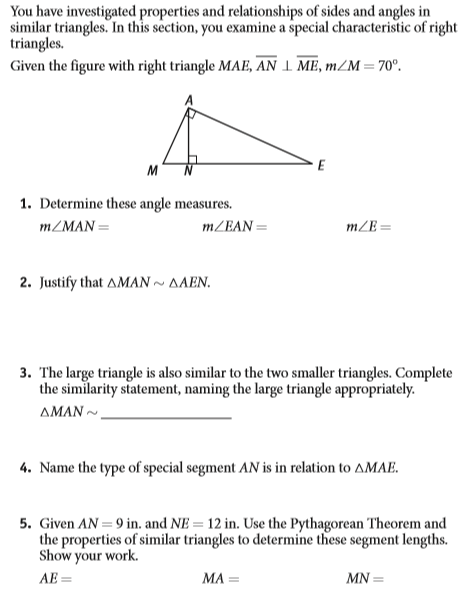 You have investigated properties and relationships of sides and angles in
similar triangles. In this section, you examine a special characteristic of right
triangles.
Given the figure with right triangle MAE, A̅N̅ ⊥ M̅E̅, m∠M = 70°.
A
M N E
1. Determine these angle measures.
m∠MAN = m∠EAN = m∠E =
2. Justify that △MAN ~ △AEN.
3. The large triangle is also similar to the two smaller triangles. Complete
the similarity statement, naming the large triangle appropriately.
△MAN ~ ____________________
4. Name the type of special segment AN is in relation to △MAE.
5. Given AN = 9 in. and NE = 12 in. Use the Pythagorean Theorem and
the properties of similar triangles to determine these segment lengths.
Show your work.
AE = MA = MN =